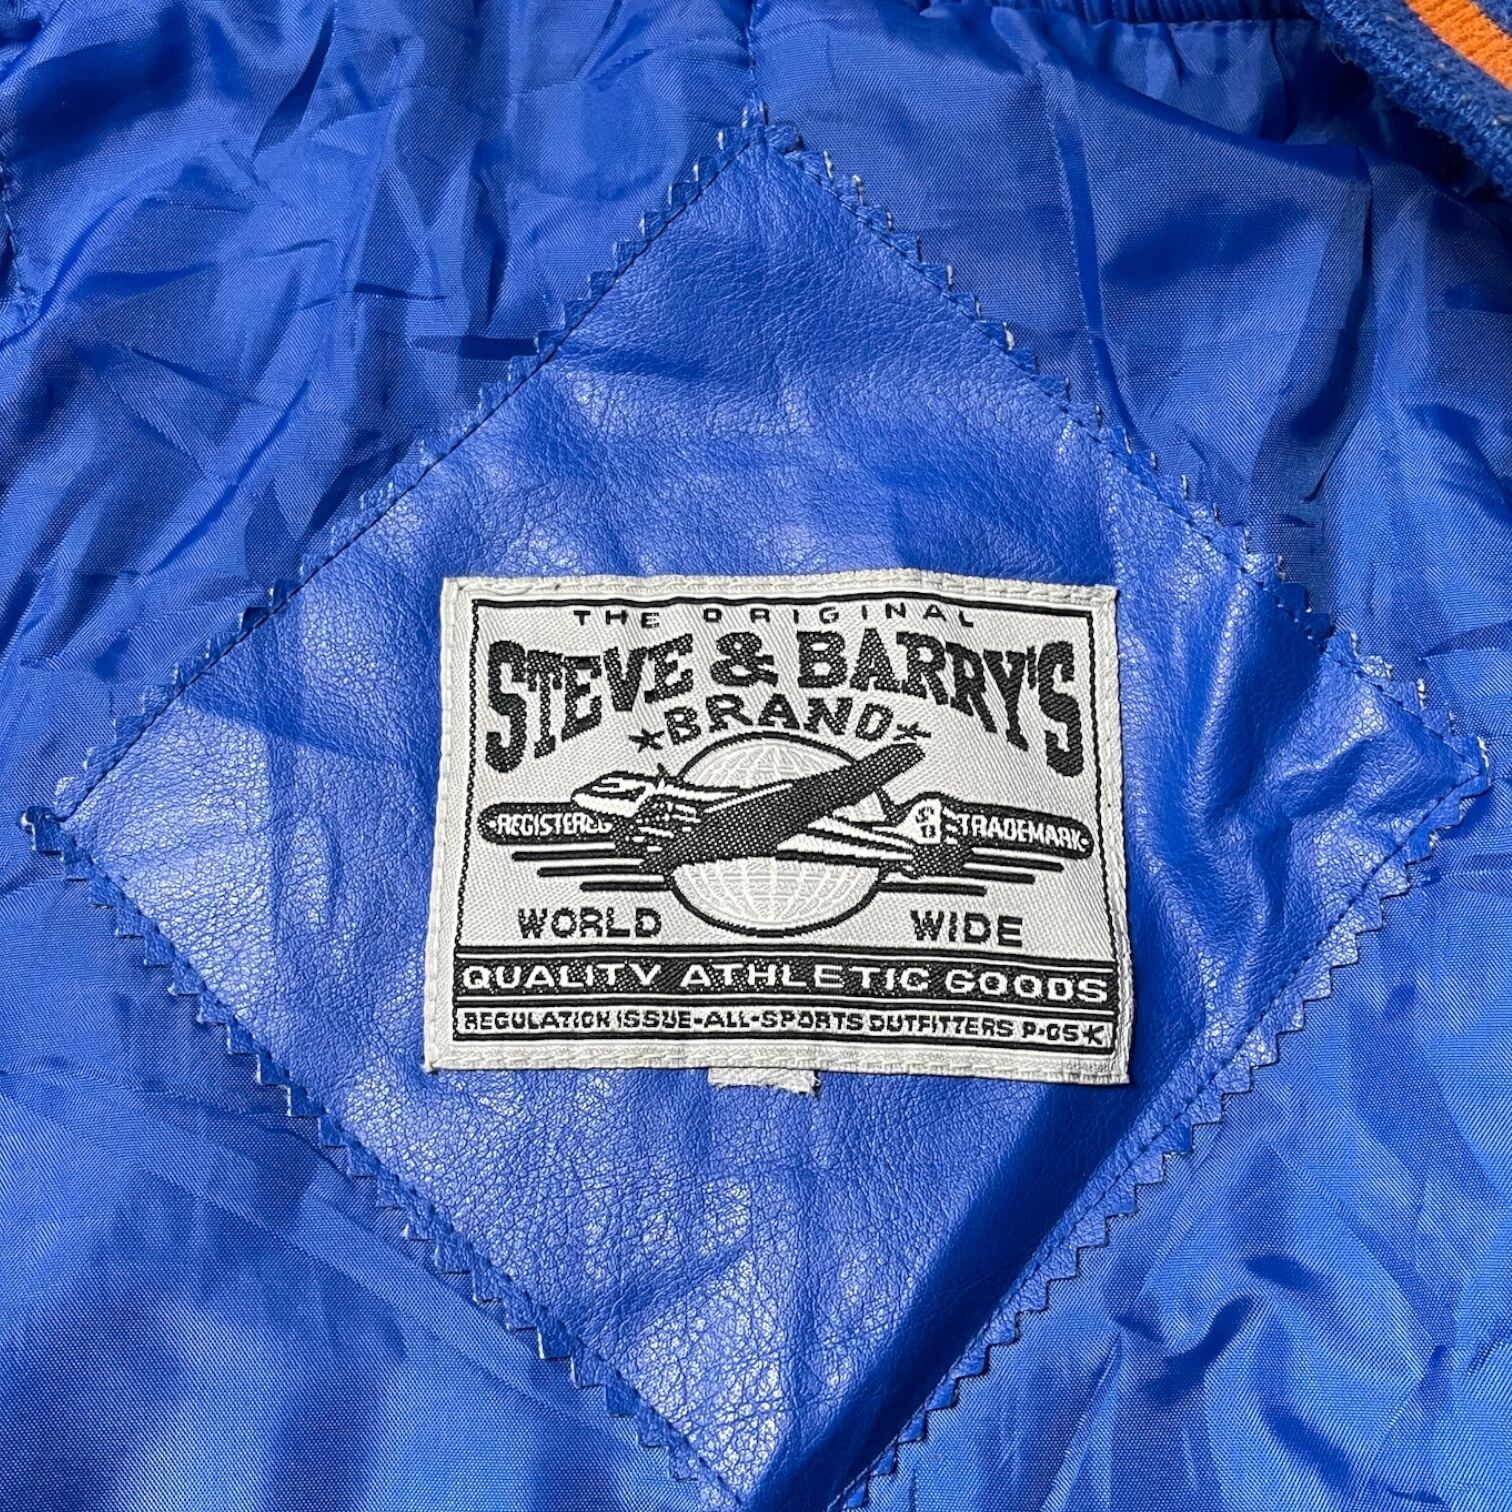 THE ORIGINAL
STEVE & BARRY'S
★BRAND★
REGISTERED TRADEMARK
WORLD WIDE
QUALITY ATHLETIC GOODS
REGULATION ISSUE-ALL-SPORTS OUTFITTERS P-05★